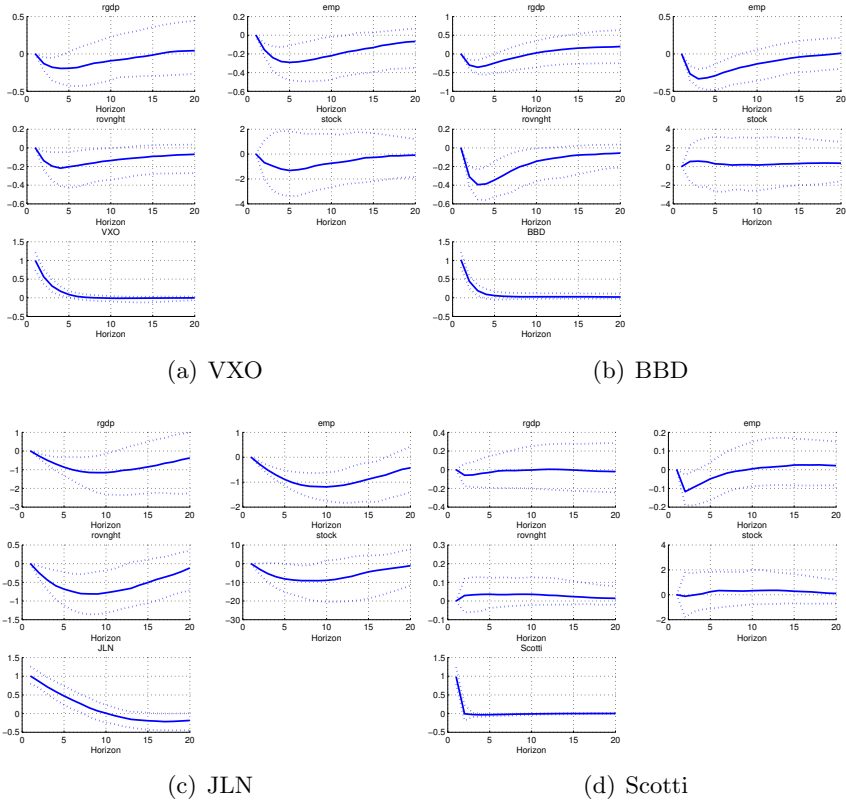 rgdp
0.5
0
−0.5
0 5 10 15 20
Horizon
emp
0.2
0
−0.2
−0.4
−0.6
0 5 10 15 20
Horizon
rovnght
0.2
0
−0.2
−0.4
−0.6
0 5 10 15 20
Horizon
stock
2
0
−2
−4
0 5 10 15 20
Horizon
VXO
1.5
1
0.5
0
−0.5
0 5 10 15 20
Horizon
(a) VXO
rgdp
1
0.5
0
−0.5
−1
0 5 10 15 20
Horizon
emp
0.5
0
−0.5
0 5 10 15 20
Horizon
rovnght
0.2
0
−0.2
−0.4
−0.6
0 5 10 15 20
Horizon
stock
4
2
0
−2
−4
0 5 10 15 20
Horizon
BBD
1.5
1
0.5
0
−0.5
0 5 10 15 20
Horizon
(b) BBD
rgdp
1
0
−1
−2
−3
0 5 10 15 20
Horizon
emp
1
0
−1
−2
0 5 10 15 20
Horizon
rovnght
0.5
0
−0.5
−1
−1.5
0 5 10 15 20
Horizon
stock
10
0
−10
−20
−30
0 5 10 15 20
Horizon
JLN
1.5
1
0.5
0
−0.5
0 5 10 15 20
Horizon
(c) JLN
rgdp
0.4
0.2
0
−0.2
−0.4
0 5 10 15 20
Horizon
emp
0.2
0.1
0
−0.1
−0.2
0 5 10 15 20
Horizon
rovnght
0.3
0.2
0.1
0
−0.1
0 5 10 15 20
Horizon
stock
4
2
0
−2
0 5 10 15 20
Horizon
Scotti
1.5
1
0.5
0
−0.5
0 5 10 15 20
Horizon
(d) Scotti